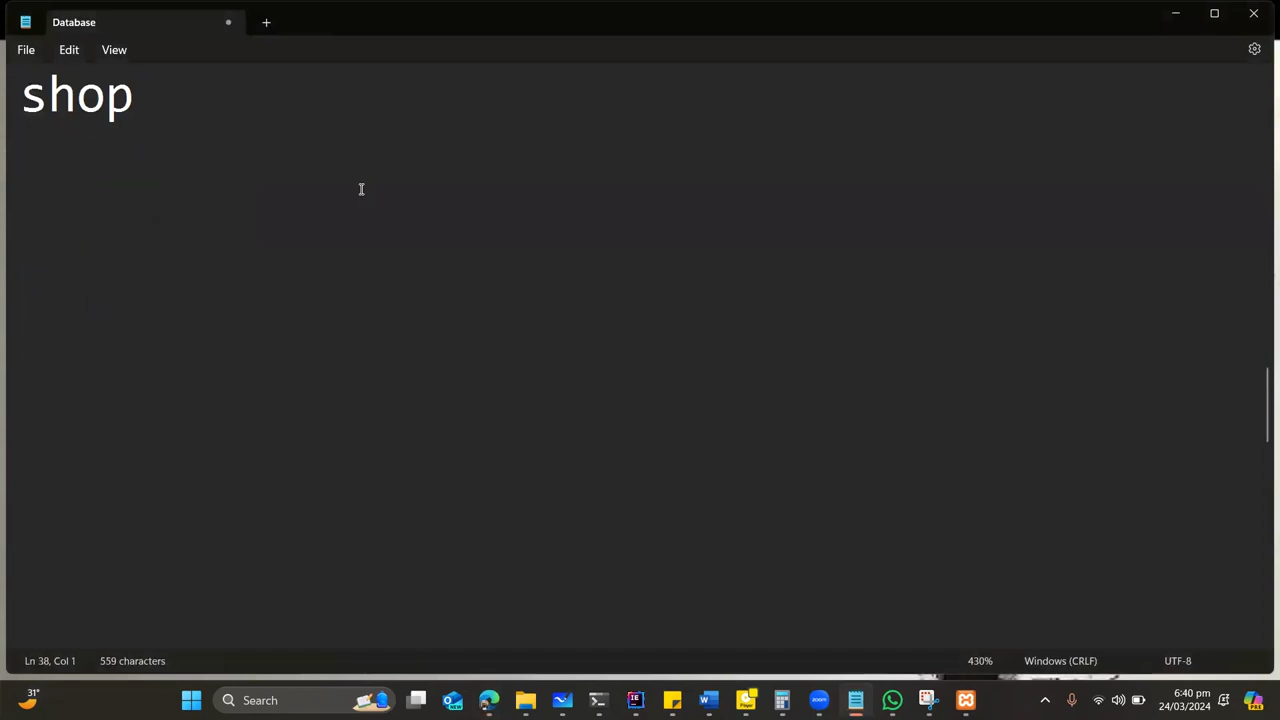 Database
File Edit View
shop
Ln 38, Col 1 559 characters 430% Windows (CRLF) UTF-8
31° Search 6:40 pm
24/03/2024